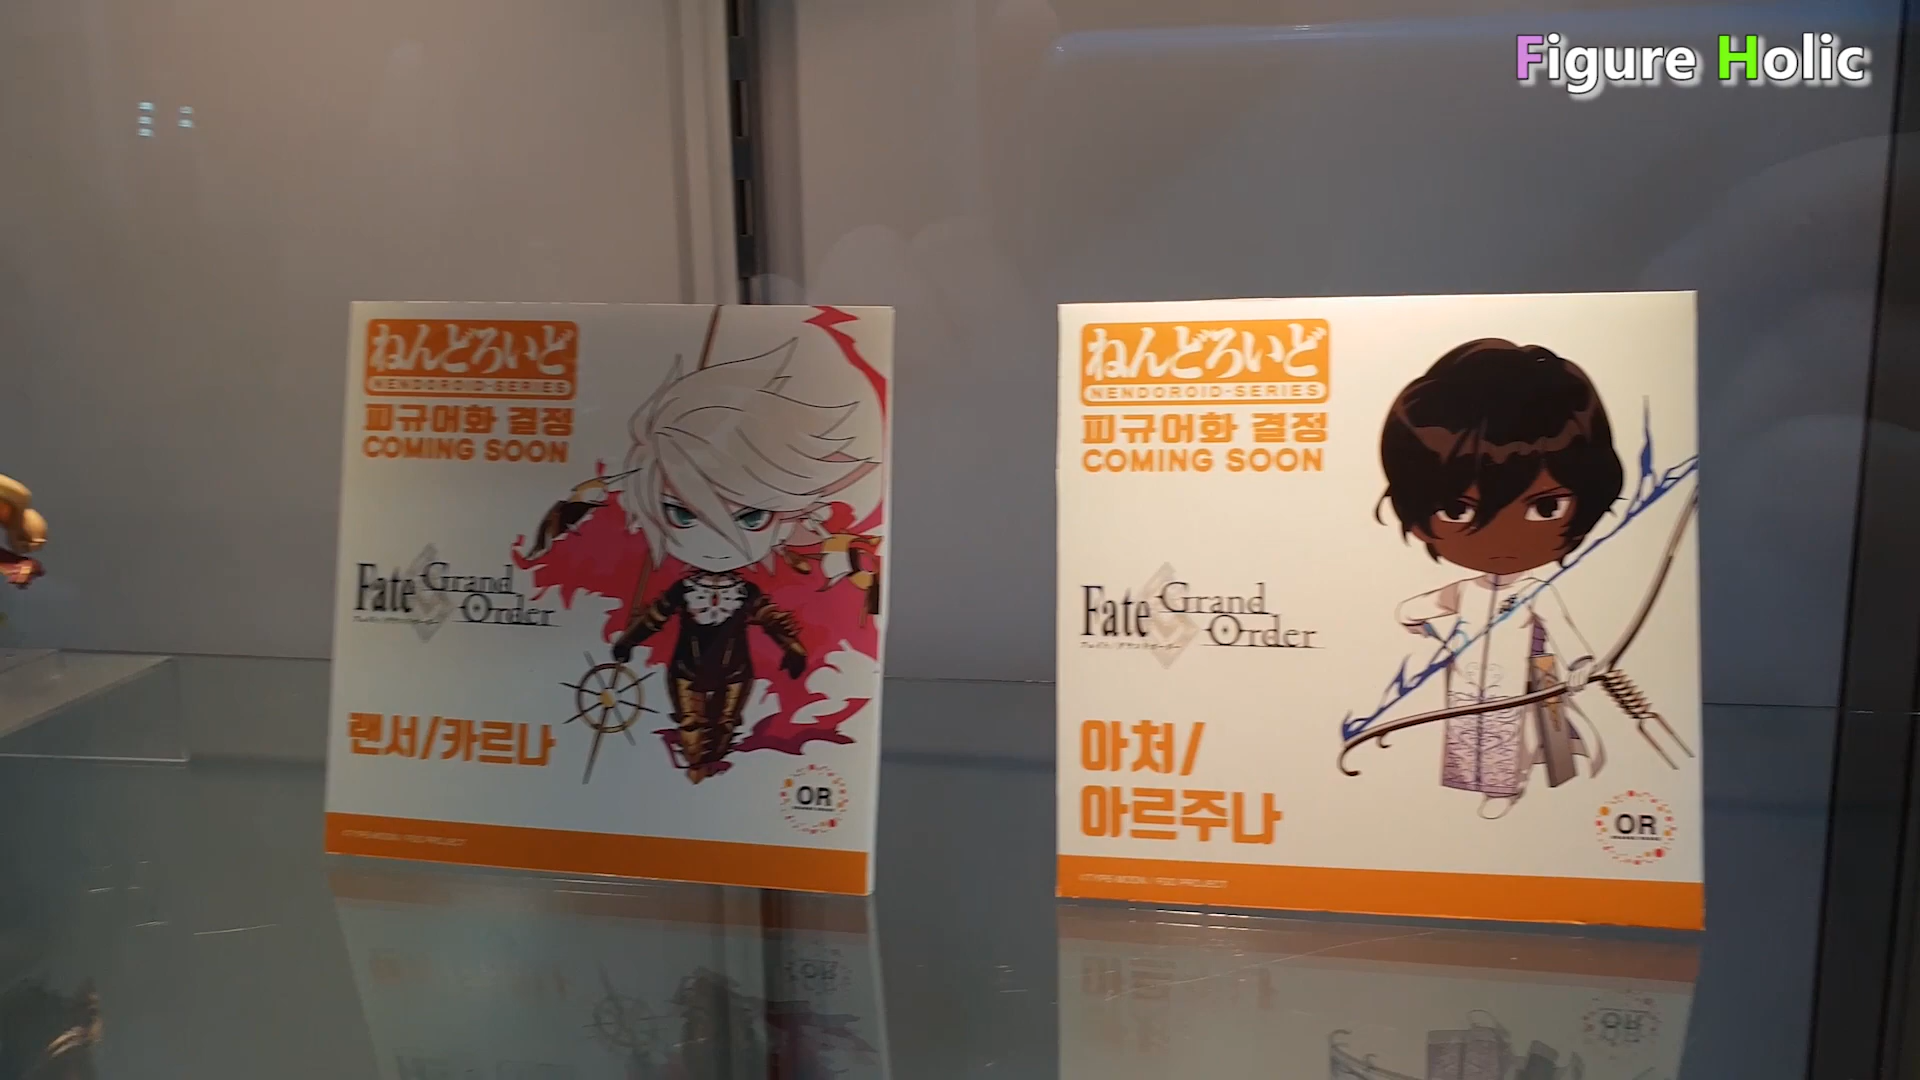 Figure Holic
ねんどろいど
NENDOROID-SERIES
피규어화 결정
COMING SOON
Fate
Grand
Order
랜서/카르나
OR
ねんどろいど
NENDOROID-SERIES
피규어화 결정
COMING SOON
Fate
Grand
Order
아처/
아르주나
OR